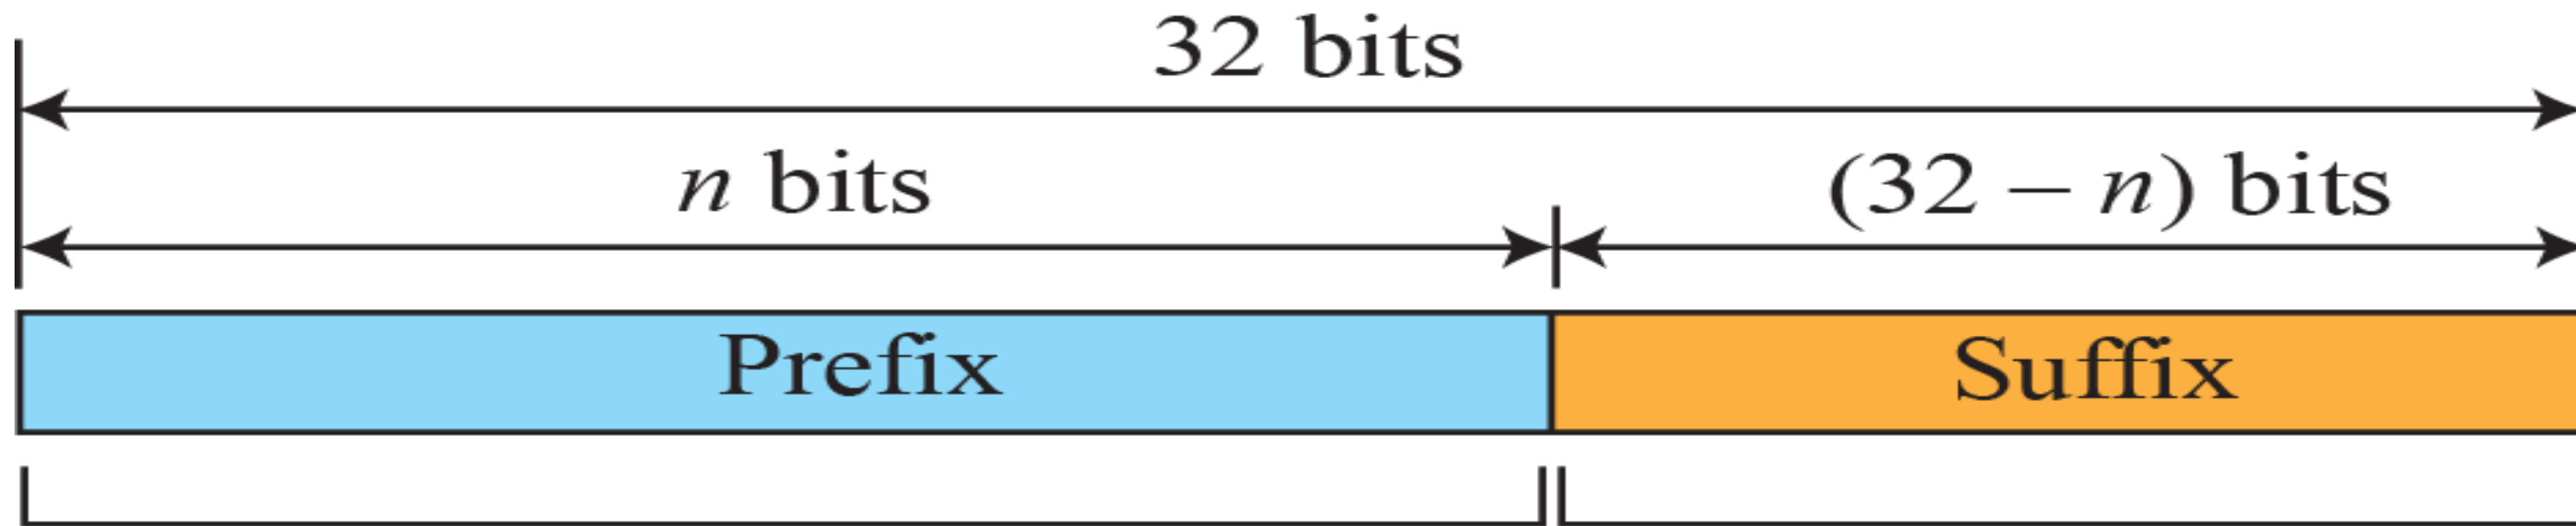 32 bits
n bits
(32 – n) bits
Prefix
Suffix